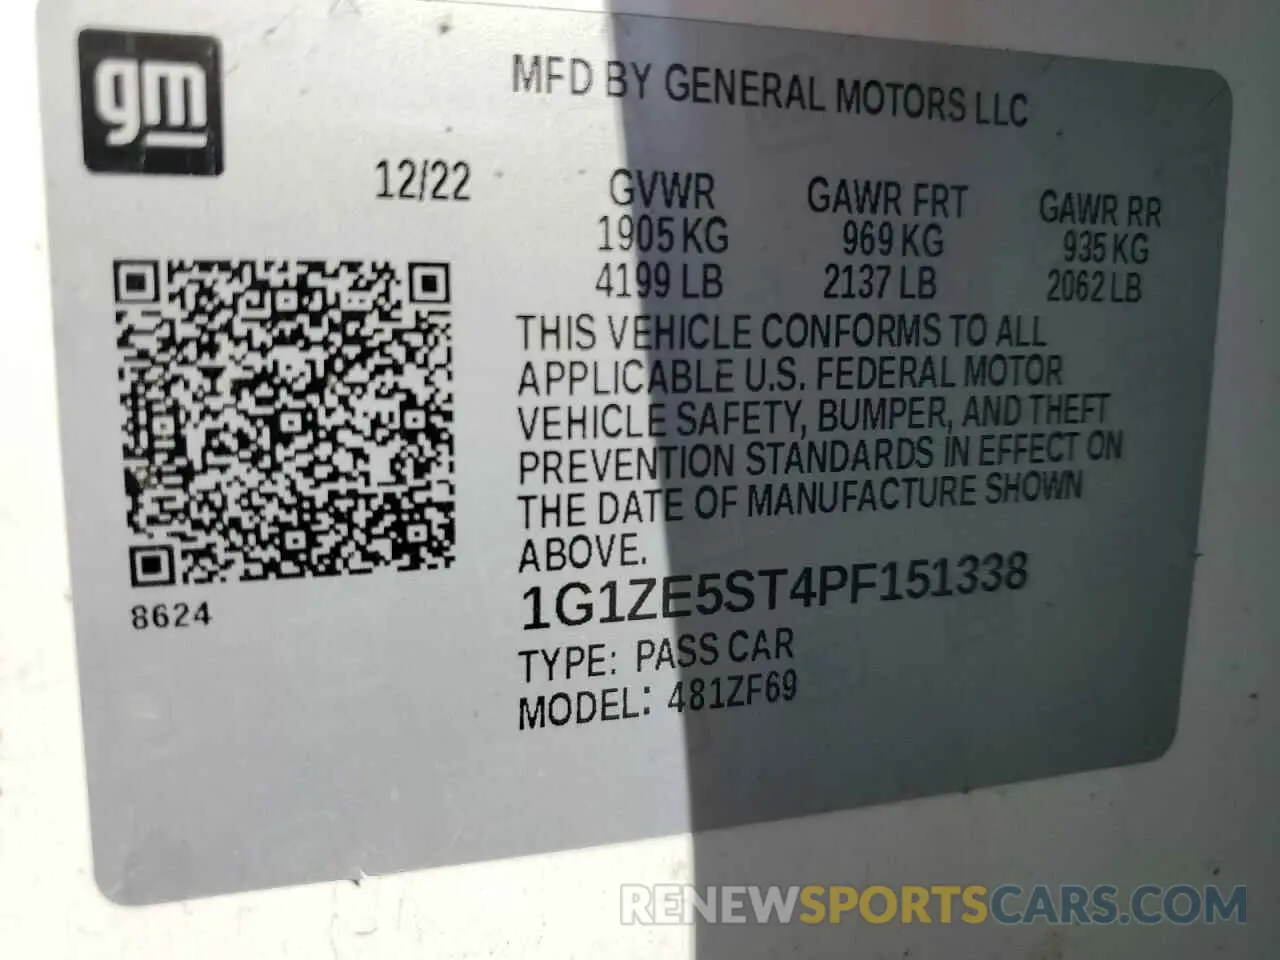 gm
MFD BY GENERAL MOTORS LLC
12/22
GVWR GAWR FRT GAWR RR
1905 KG 969 KG 935 KG
4199 LB 2137 LB 2062 LB
THIS VEHICLE CONFORMS TO ALL
APPLICABLE U.S. FEDERAL MOTOR
VEHICLE SAFETY, BUMPER, AND THEFT
PREVENTION STANDARDS IN EFFECT ON
THE DATE OF MANUFACTURE SHOWN
ABOVE.
8624
1G1ZE5ST4PF151338
TYPE: PASS CAR
MODEL: 481ZF69
RENEWSPORTSCARS.COM